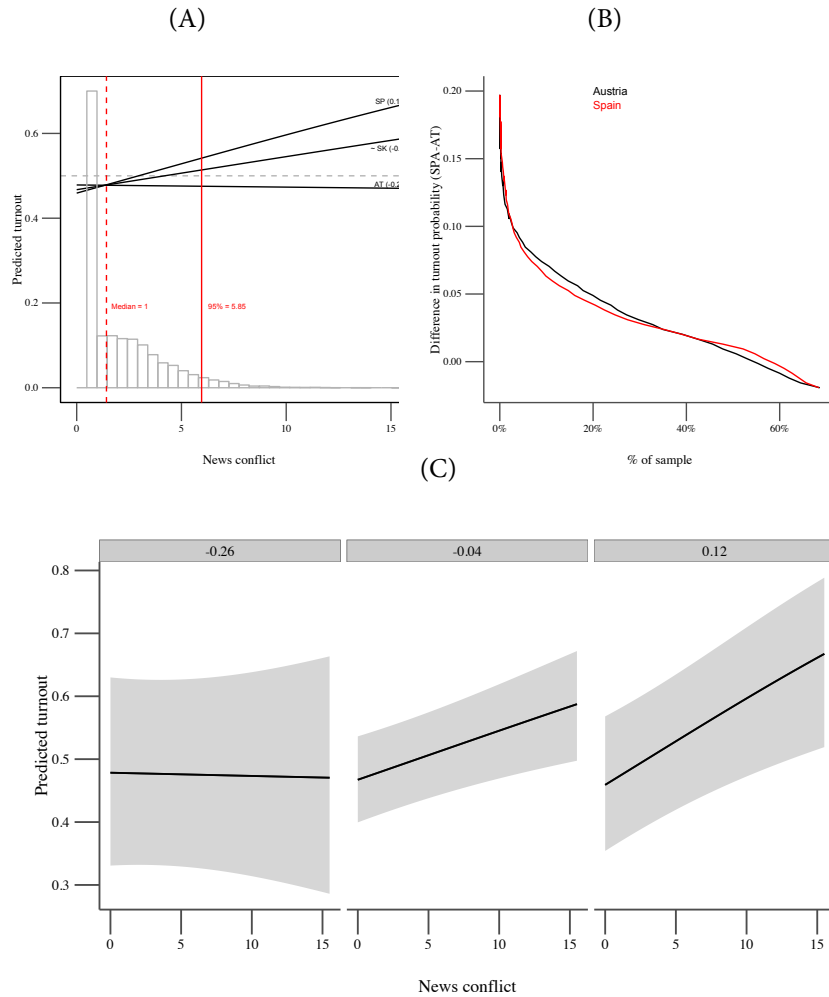 (A)
(B)
Predicted turnout
0.6
0.4
0.2
0.0
SP (0.1
~ SK (-0.
AT (-0.2
Median = 1
95% = 5.85
0
5
10
15
News conflict
Difference in turnout probability (SPA-AT)
0.20
0.15
0.10
0.05
0.00
Austria
Spain
0%
20%
40%
60%
% of sample
(C)
-0.26
-0.04
0.12
Predicted turnout
0.8
0.7
0.6
0.5
0.4
0.3
0 5 10 15
0 5 10 15
0 5 10 15
News conflict